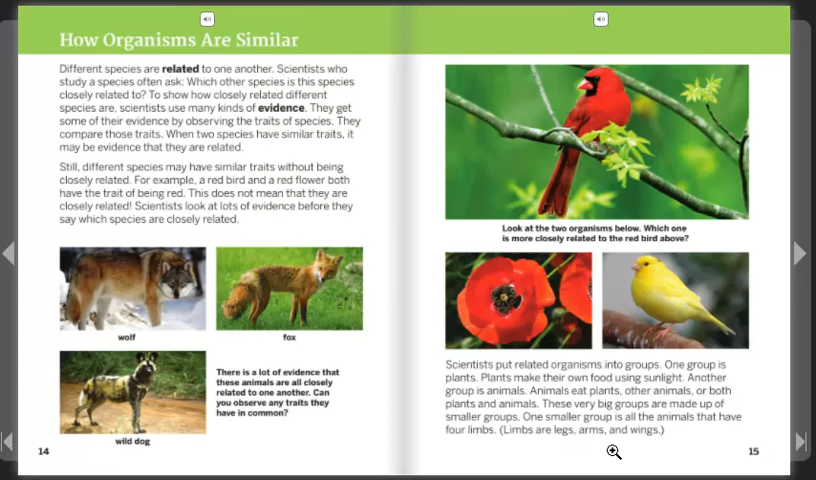 How Organisms Are Similar
Different species are related to one another. Scientists who
study a species often ask: Which other species is this species
closely related to? To show how closely related different
species are, scientists use many kinds of evidence. They get
some of their evidence by observing the traits of species. They
compare those traits. When two species have similar traits, it
may be evidence that they are related.
Still, different species may have similar traits without being
closely related. For example, a red bird and a red flower both
have the trait of being red. This does not mean that they are
closely related! Scientists look at lots of evidence before they
say which species are closely related.
wolf
fox
wild dog
There is a lot of evidence that
these animals are all closely
related to one another. Can
you observe any traits they
have in common?
14
Look at the two organisms below. Which one
is more closely related to the red bird above?
Scientists put related organisms into groups. One group is
plants. Plants make their own food using sunlight. Another
group is animals. Animals eat plants, other animals, or both
plants and animals. These very big groups are made up of
smaller groups. One smaller group is all the animals that have
four limbs. (Limbs are legs, arms, and wings.)
15